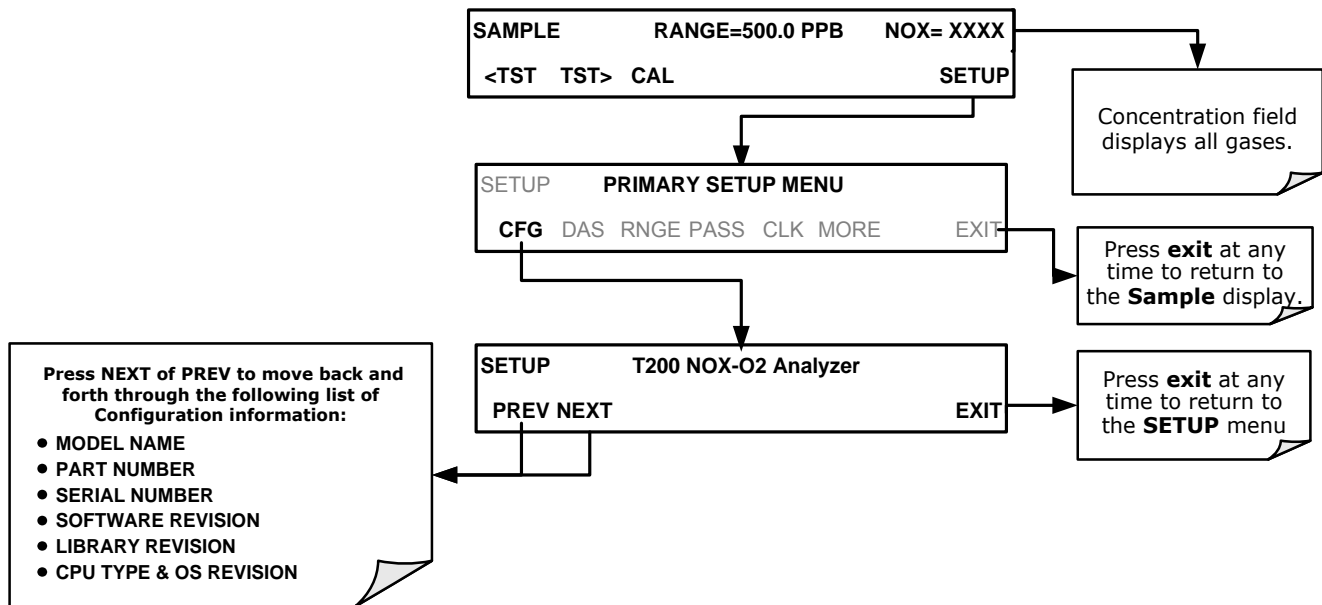 SAMPLE RANGE=500.0 PPB NOX= XXXX
<TST TST> CAL SETUP
Concentration field
displays all gases.
SETUP PRIMARY SETUP MENU
CFG DAS RNGE PASS CLK MORE EXIT
Press exit at any
time to return to
the Sample display.
SETUP T200 NOX-O2 Analyzer
PREV NEXT EXIT
Press exit at any
time to return to
the SETUP menu
Press NEXT of PREV to move back and
forth through the following list of
Configuration information:
● MODEL NAME
● PART NUMBER
● SERIAL NUMBER
● SOFTWARE REVISION
● LIBRARY REVISION
● CPU TYPE & OS REVISION